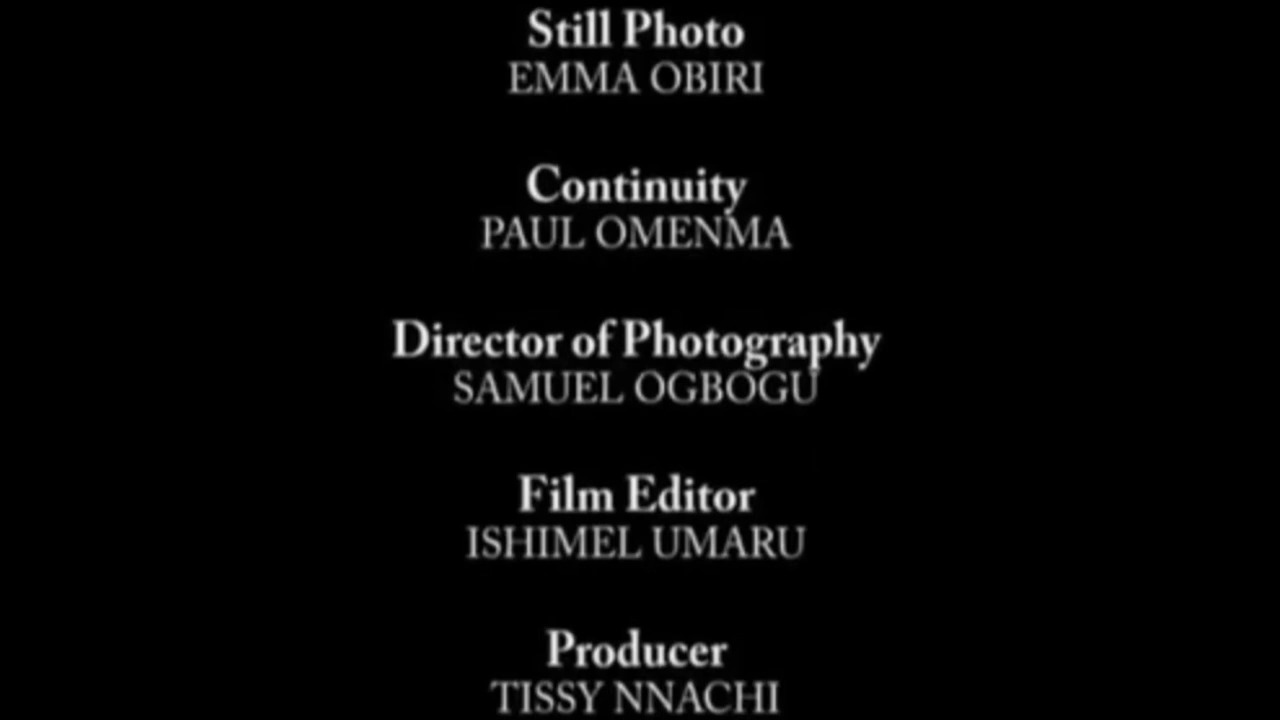 Still Photo
EMMA OBIRI
Continuity
PAUL OMENMA
Director of Photography
SAMUEL OGBOGU
Film Editor
ISHIMEL UMARU
Producer
TISSY NNACHI